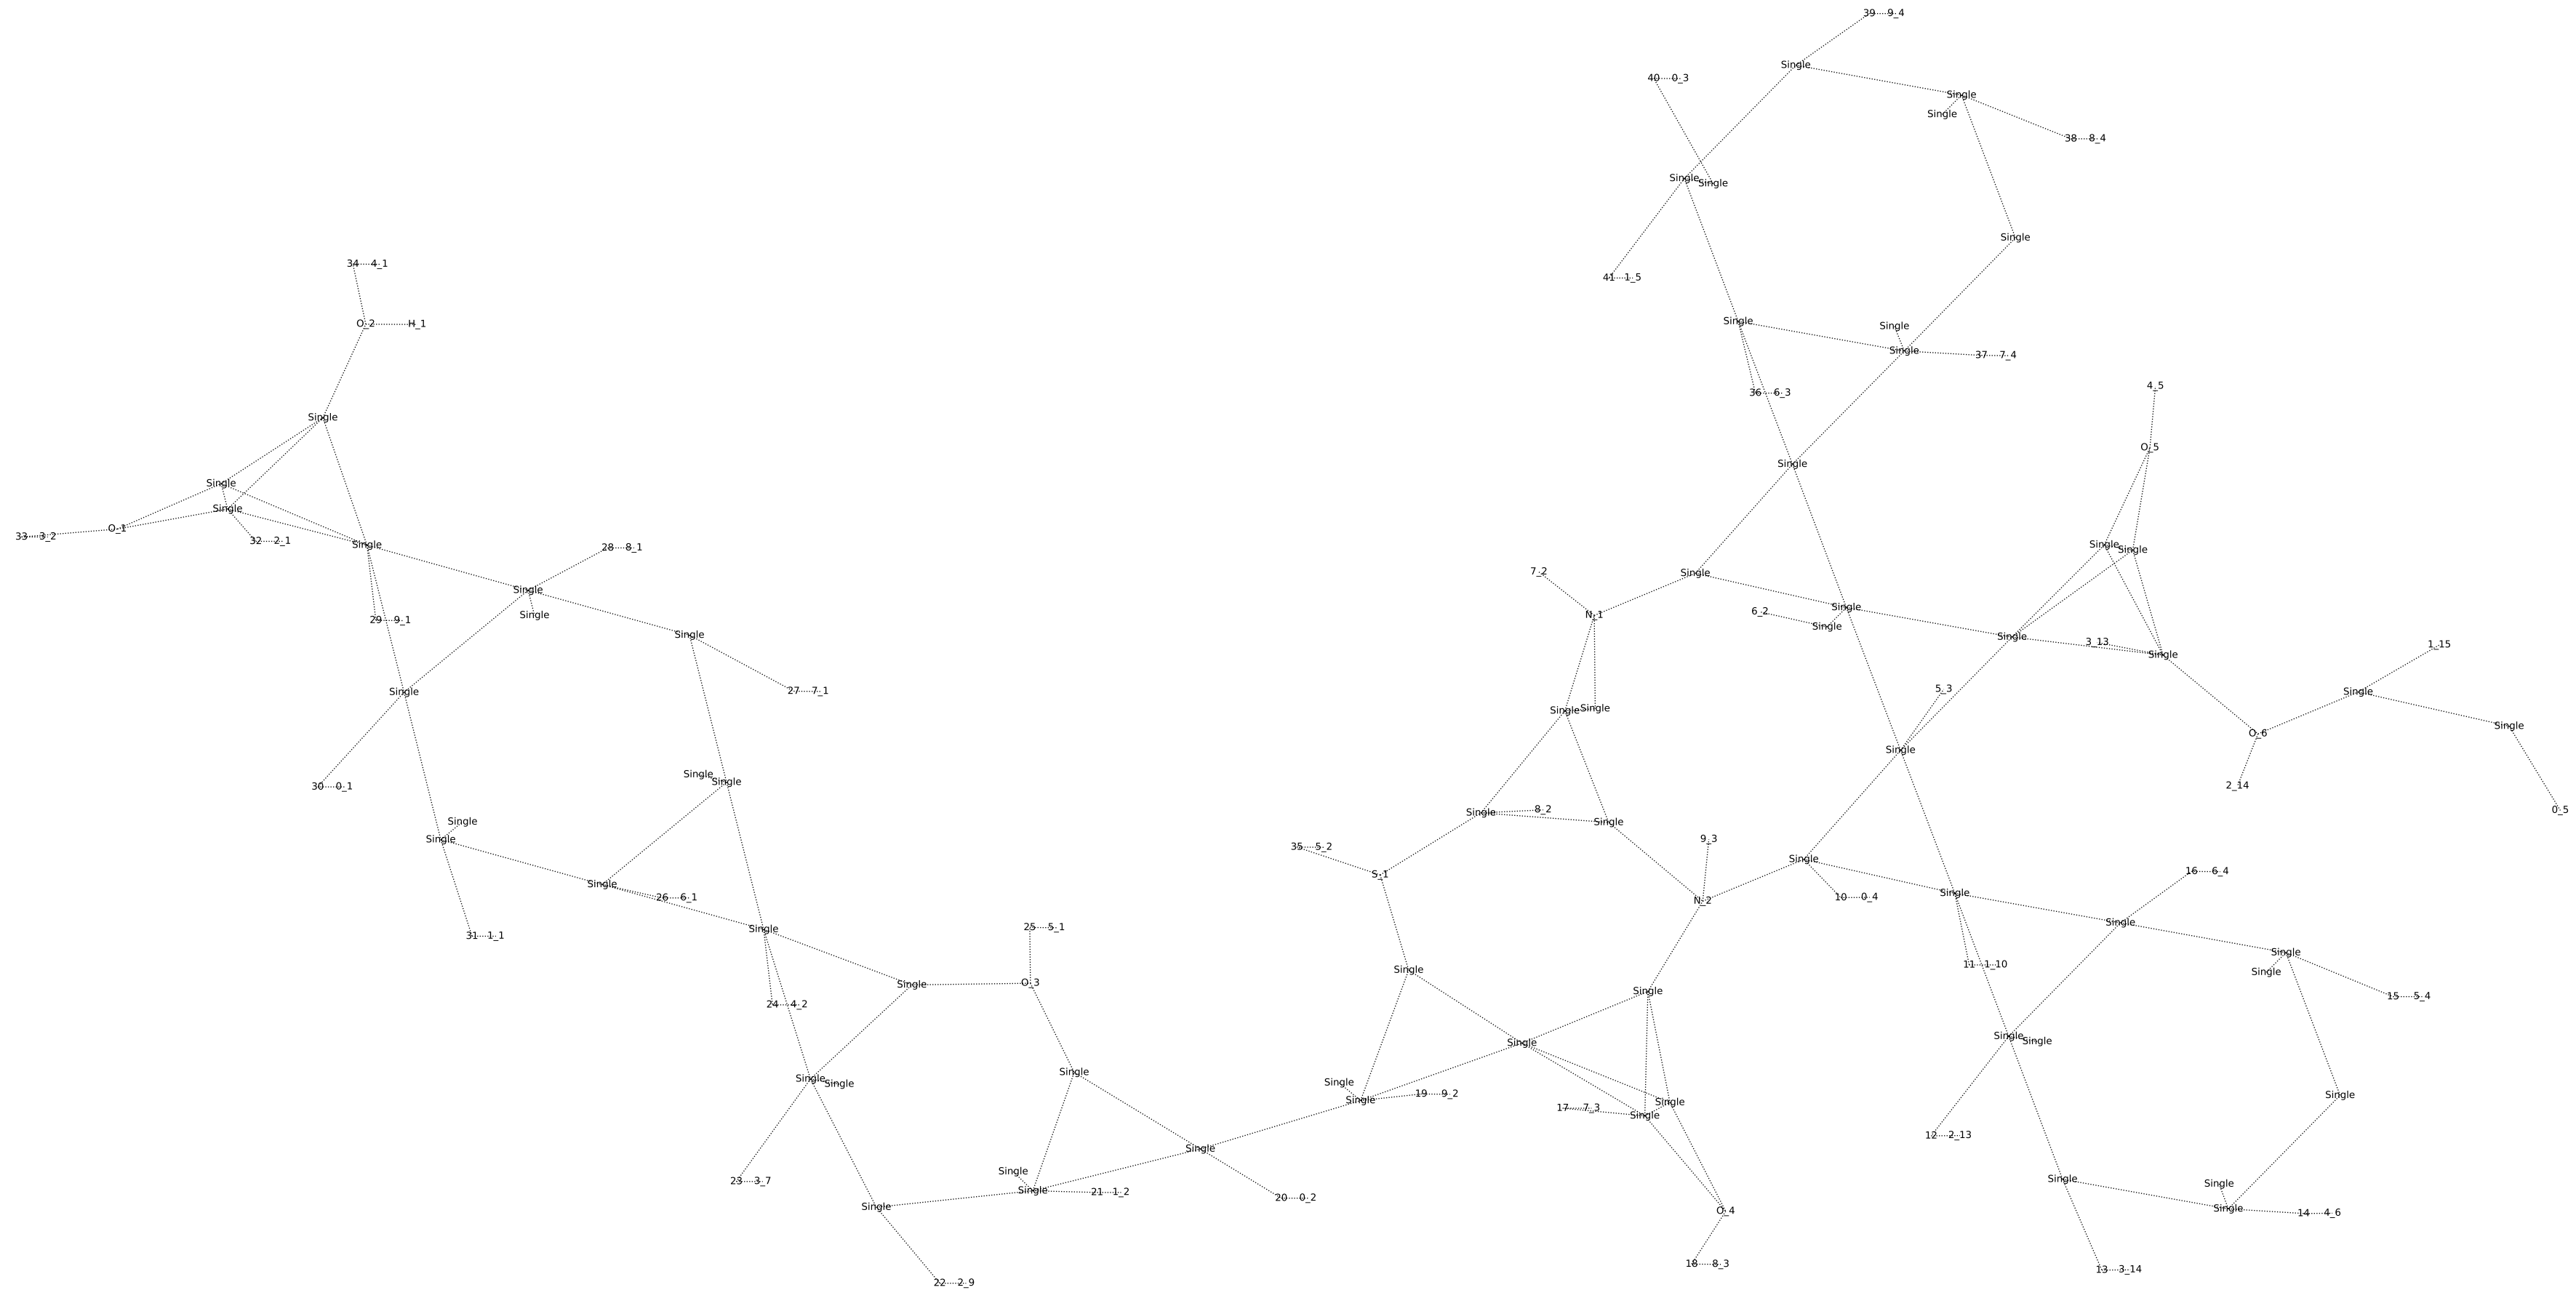 39 9_4
Single
40 0_3
Single
Single
38 8_4
Single
Single
Single
34 4_1
41 1_5
Single
O_2 H_1
Single
Single
37 7_4
4_5
36 6_3
Single
O_5
Single
Single
Single
33 3_2
O_1
32 2_1
Single
28 8_1
Single
Single
7_2
Single
Single
29 9_1
Single
N_1
6_2
Single
Single
Single
Single
3_13
Single
1_15
27 7_1
Single
5_3
Single
Single
Single
Single
O_6
Single
Single
Single
30 0_1
2_14
8_2
Single
Single
Single
0_5
Single
35 5_2
9_3
Single
S_1
16 6_4
Single
26 6_1
Single
N_2
10 0_4
Single
25 5_1
Single
31 1_1
Single
Single
11 1_10
Single
O_3
Single
Single
15 5_4
24 4_2
Single
Single
Single
Single
Single
Single
Single
19 9_2
Single
Single
17 7_3
Single
Single
12 2_13
Single
Single
23 3_7
Single
Single
Single
21 1_2
20 0_2
Single
O_4
Single
14 4_6
18 8_3
13 3_14
22 2_9